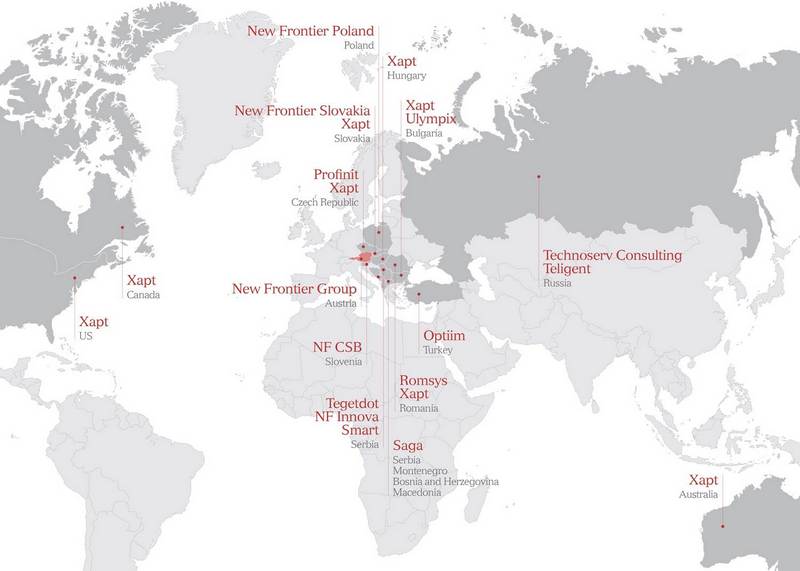 New Frontier Poland
Poland
Xapt
Hungary
New Frontier Slovakia
Xapt
Slovakia
Xapt
Ulympix
Bulgaria
Profinit
Xapt
Czech Republic
Technoserv Consulting
Teligent
Russia
Xapt
Canada
New Frontier Group
Austria
Xapt
US
Optiim
Turkey
NF CSB
Slovenia
Romsys
Xapt
Romania
Tegetdot
NF Innova
Smart
Serbia
Saga
Serbia
Montenegro
Bosnia and Herzegovina
Macedonia
Xapt
Australia